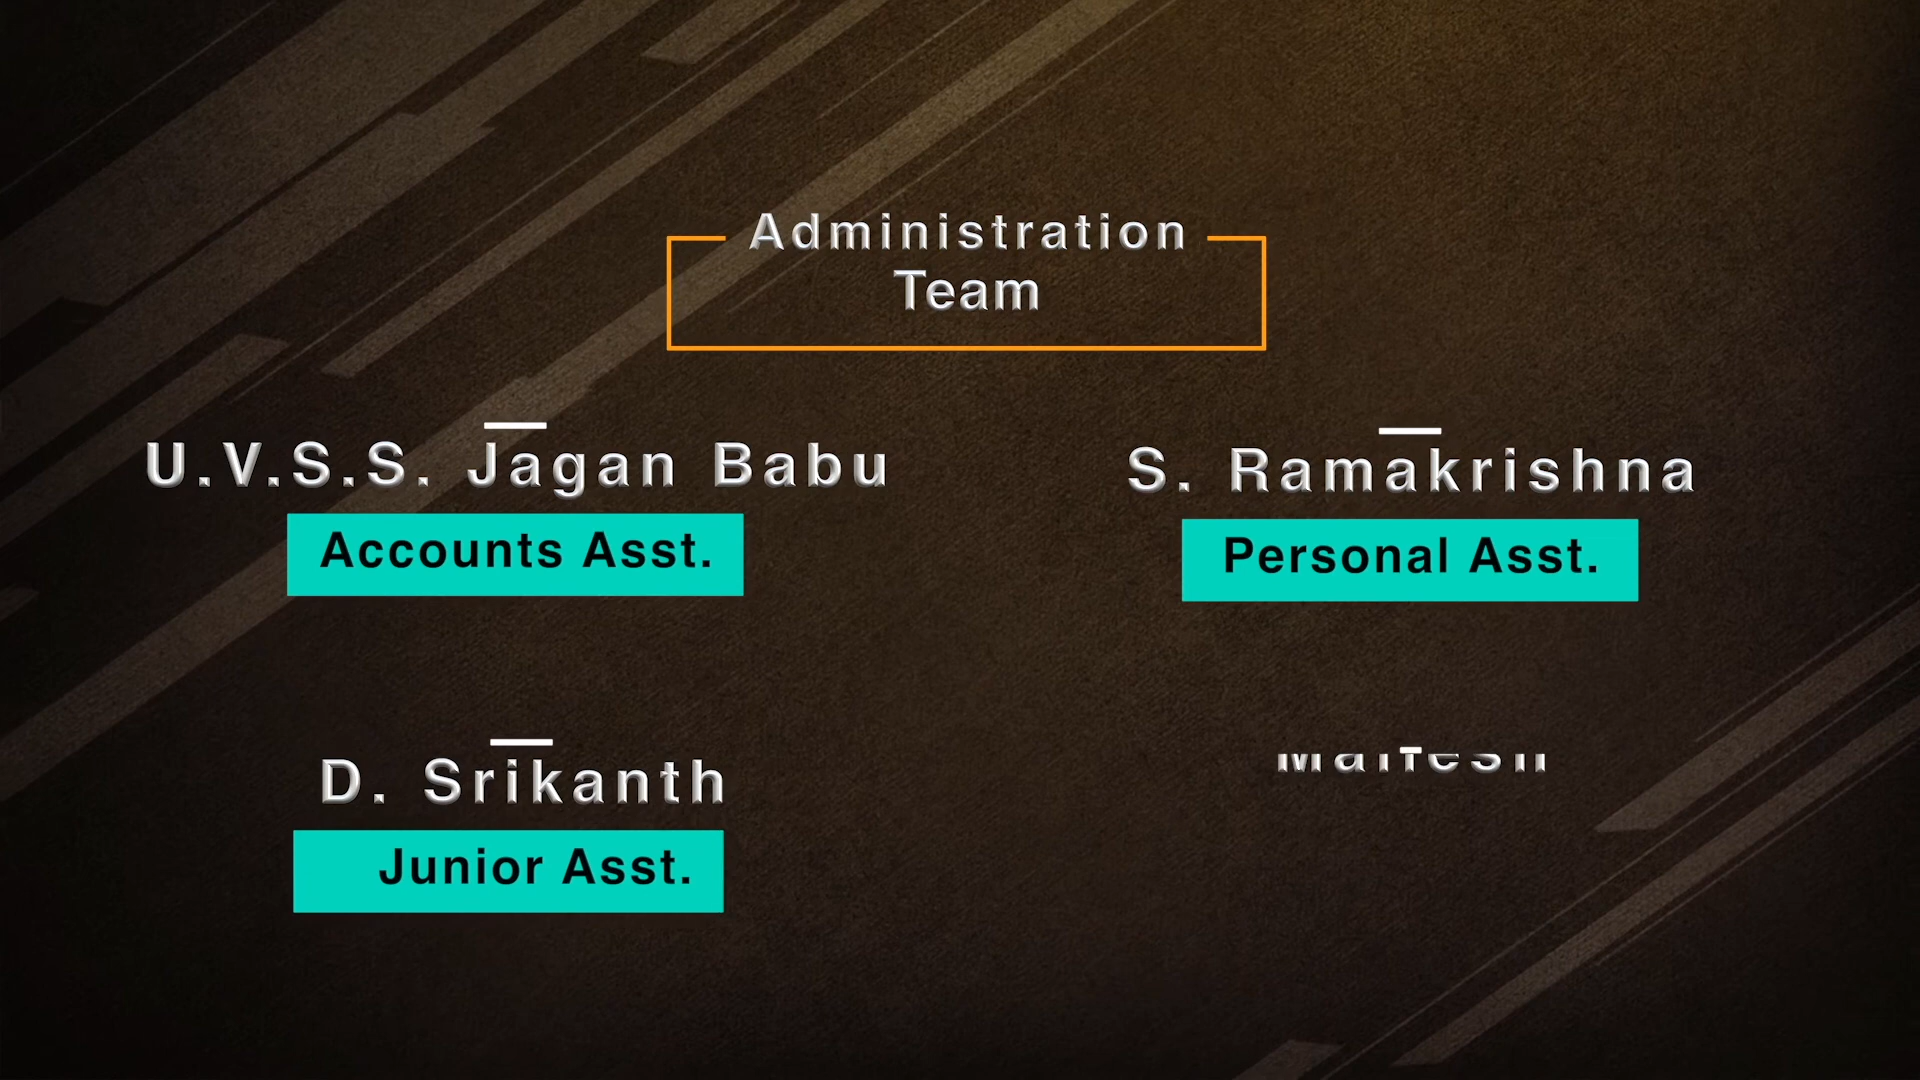 Administration
Team
U.V.S.S. Jagan Babu
Accounts Asst.
S. Ramakrishna
Personal Asst.
D. Srikanth
Junior Asst.